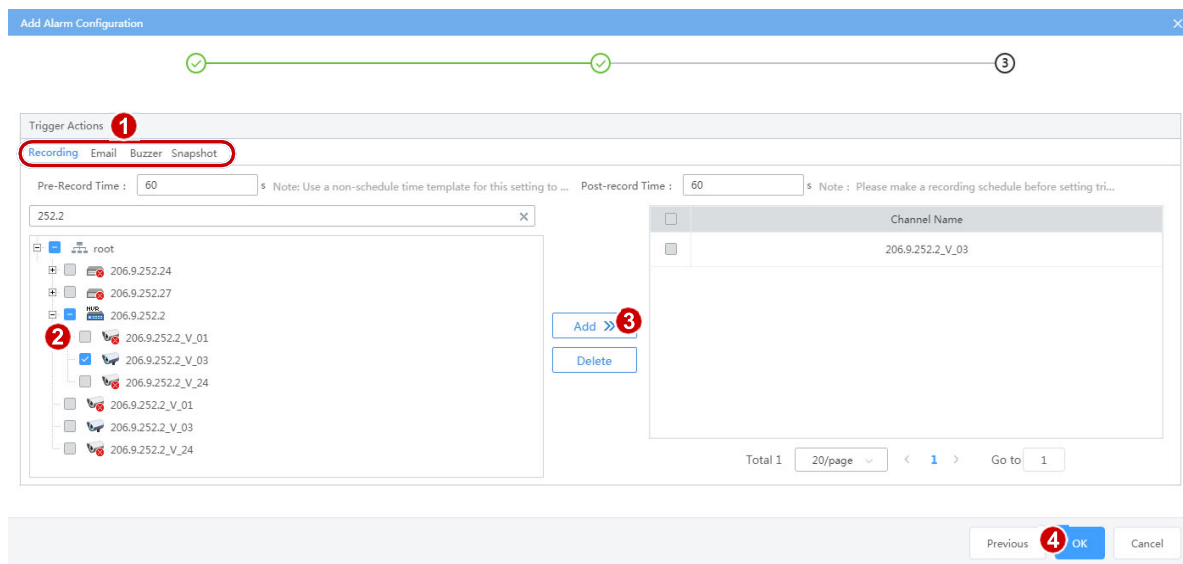 Add Alarm Configuration
3
Trigger Actions 1
Recording Email Buzzer Snapshot
Pre-Record Time : 60 s Note: Use a non-schedule time template for this setting to ... Post-record Time : 60 s Note : Please make a recording schedule before setting tri...
252.2
Channel Name
root
206.9.252.2_V_03
206.9.252.24
206.9.252.27
NVR 206.9.252.2
Add 3
2 206.9.252.2_V_01
206.9.252.2_V_03
Delete
206.9.252.2_V_24
206.9.252.2_V_01
206.9.252.2_V_03
206.9.252.2_V_24
Total 1 20/page < 1 > Go to 1
Previous 4 OK Cancel